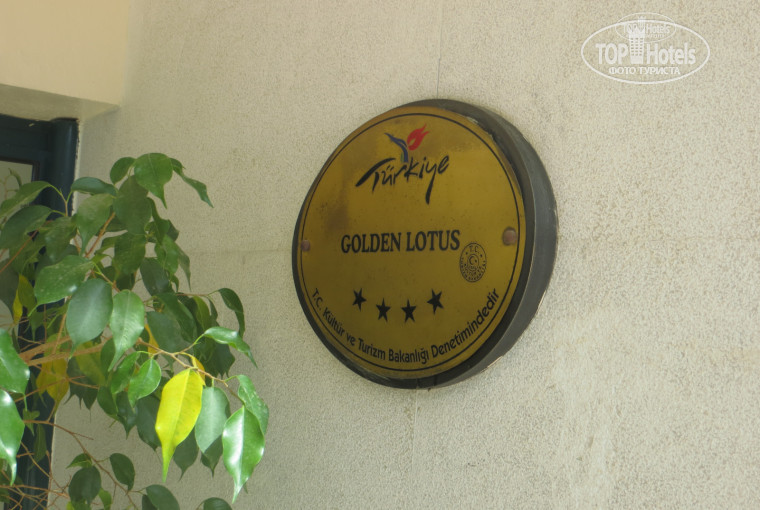 TOP Hotels
ФОТО ТУРИСТА
Türkiye
GOLDEN LOTUS
T.C.
T.C. Kültür ve Turizm Bakanlığı Denetimindedir